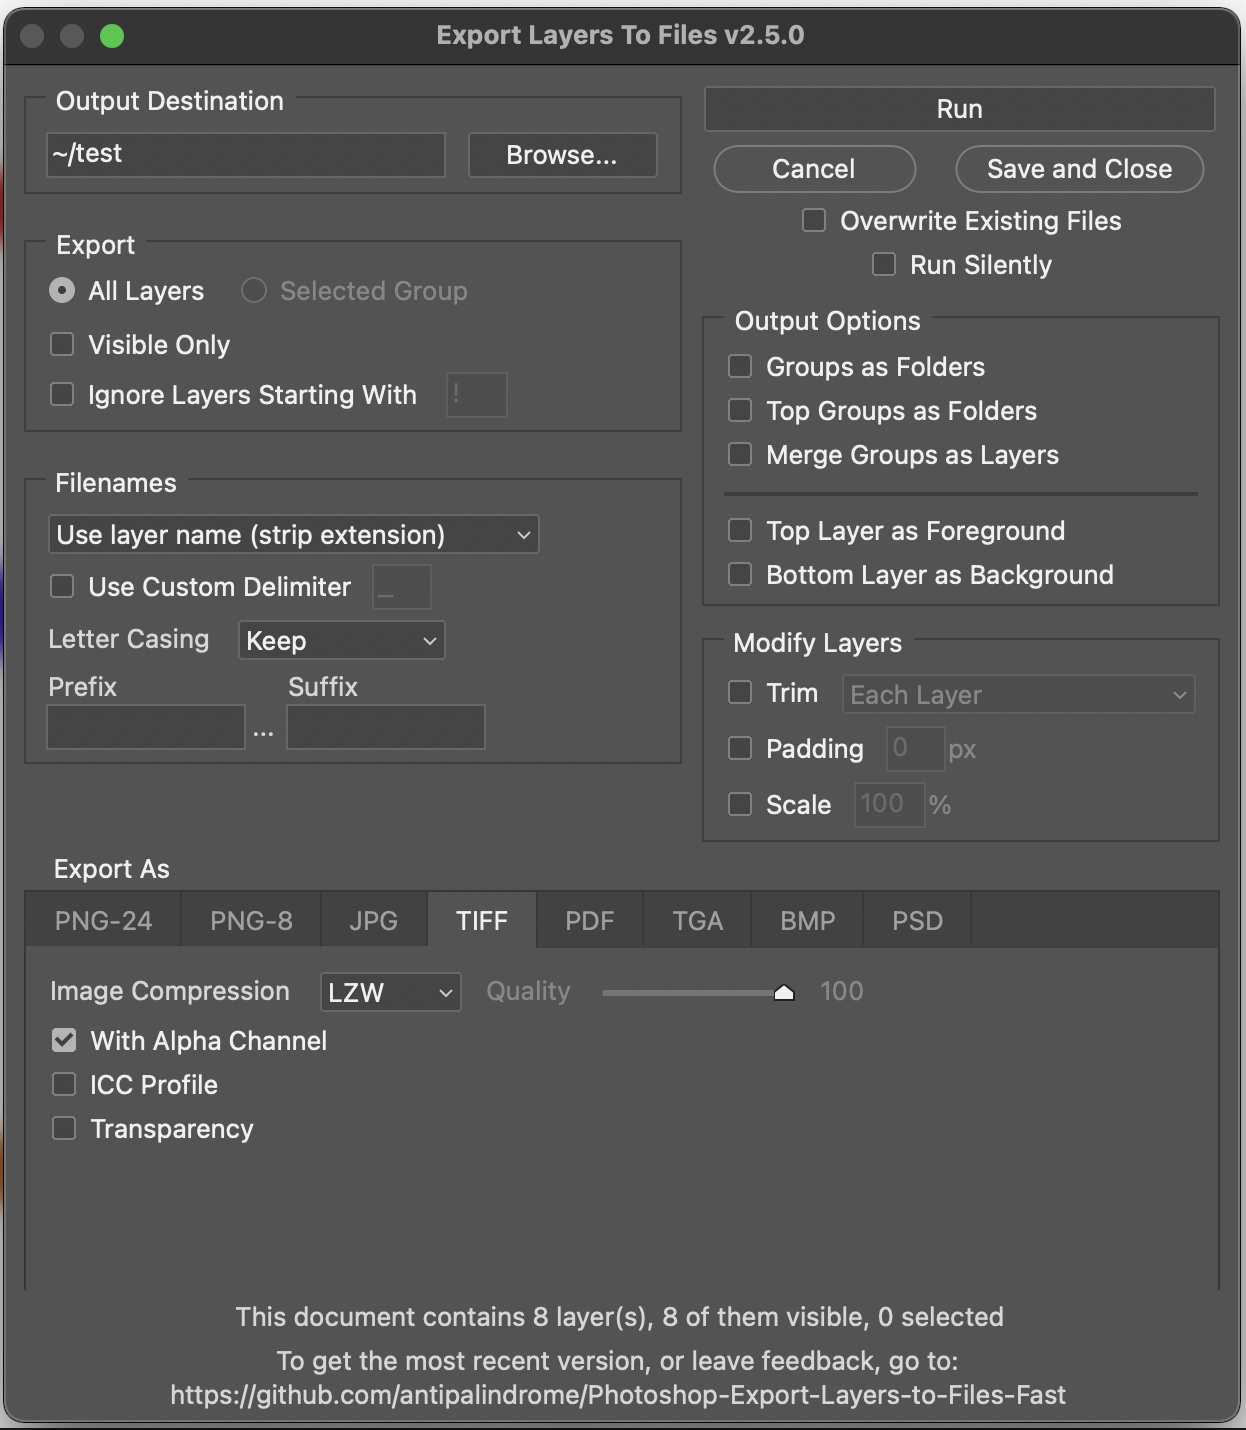 Export Layers To Files v2.5.0
Output Destination
~/test
Browse...
Run
Cancel
Save and Close
Overwrite Existing Files
Run Silently
Export
All Layers
Selected Group
Visible Only
Ignore Layers Starting With
!
Output Options
Groups as Folders
Top Groups as Folders
Merge Groups as Layers
Top Layer as Foreground
Bottom Layer as Background
Filenames
Use layer name (strip extension)
Use Custom Delimiter
_
Letter Casing
Keep
Prefix
Suffix
...
Modify Layers
Trim
Each Layer
Padding
0
px
Scale
100
%
Export As
PNG-24
PNG-8
JPG
TIFF
PDF
TGA
BMP
PSD
Image Compression
LZW
Quality
100
With Alpha Channel
ICC Profile
Transparency
This document contains 8 layer(s), 8 of them visible, 0 selected
To get the most recent version, or leave feedback, go to:
https://github.com/antipalindrome/Photoshop-Export-Layers-to-Files-Fast